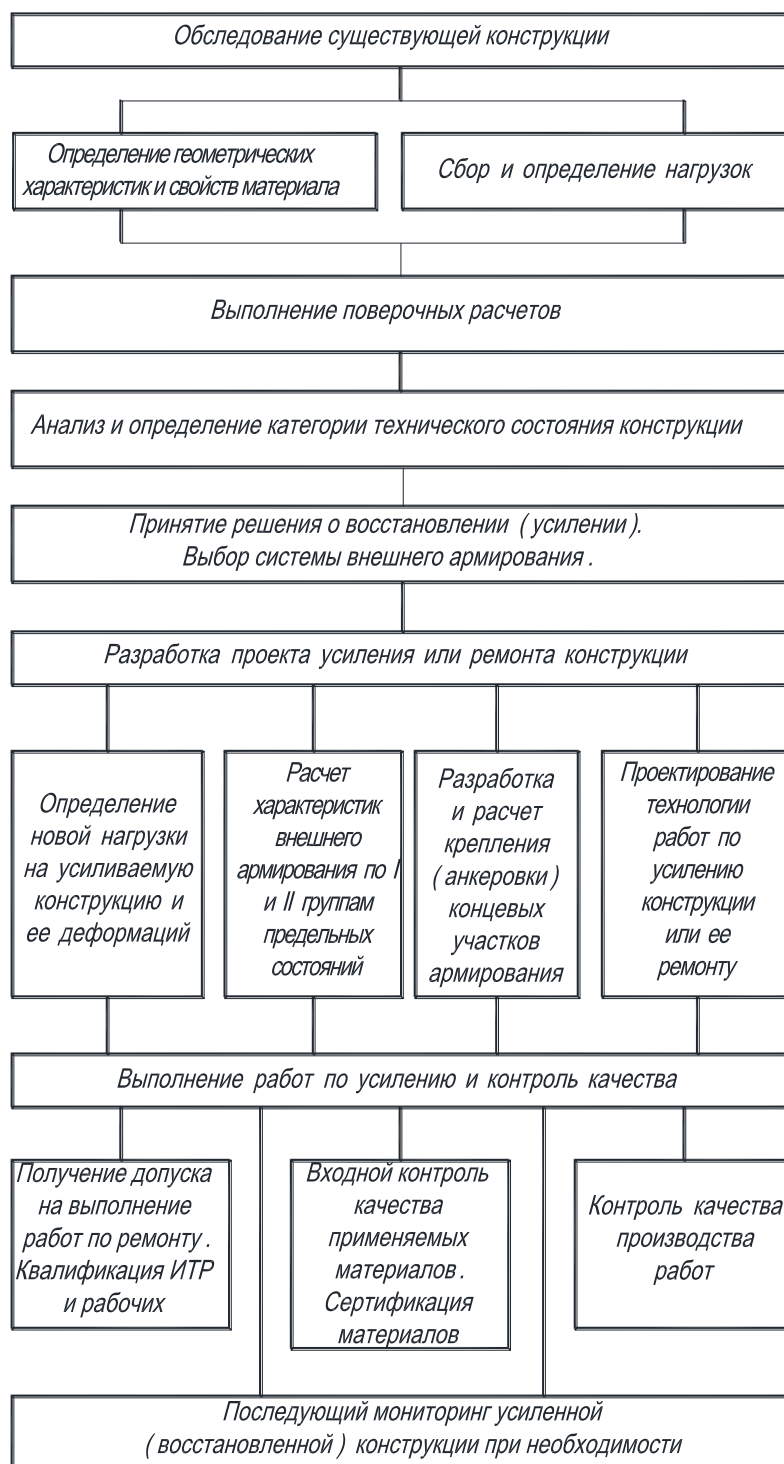 Обследование существующей конструкции
Определение геометрических
характеристик и свойств материала
Сбор и определение нагрузок
Выполнение поверочных расчетов
Анализ и определение категории технического состояния конструкции
Принятие решения о восстановлении ( усилении ).
Выбор системы внешнего армирования .
Разработка проекта усиления или ремонта конструкции
Определение
новой нагрузки
на усиливаемую
конструкцию и
ее деформаций
Расчет
характеристик
внешнего
армирования по I
и II группам
предельных
состояний
Разработка
и расчет
крепления
( анкеровки )
концевых
участков
армирования
Проектирование
технологии
работ по
усилению
конструкции
или ее
ремонту
Выполнение работ по усилению и контроль качества
Получение допуска
на выполнение
работ по ремонту .
Квалификация ИТР
и рабочих
Входной контроль
качества
применяемых
материалов .
Сертификация
материалов
Контроль качества
производства
работ
Последующий мониторинг усиленной
( восстановленной ) конструкции при необходимости